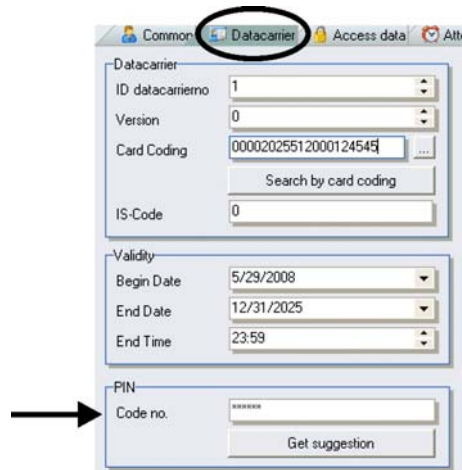 Common Datacarrier Access data Att
Datacarrier
ID datacarrierno 1
Version 0
Card Coding 00002025512000124545 ...
Search by card coding
IS-Code 0
Validity
Begin Date 5/29/2008
End Date 12/31/2025
End Time 23:59
PIN
Code no. ******
Get suggestion